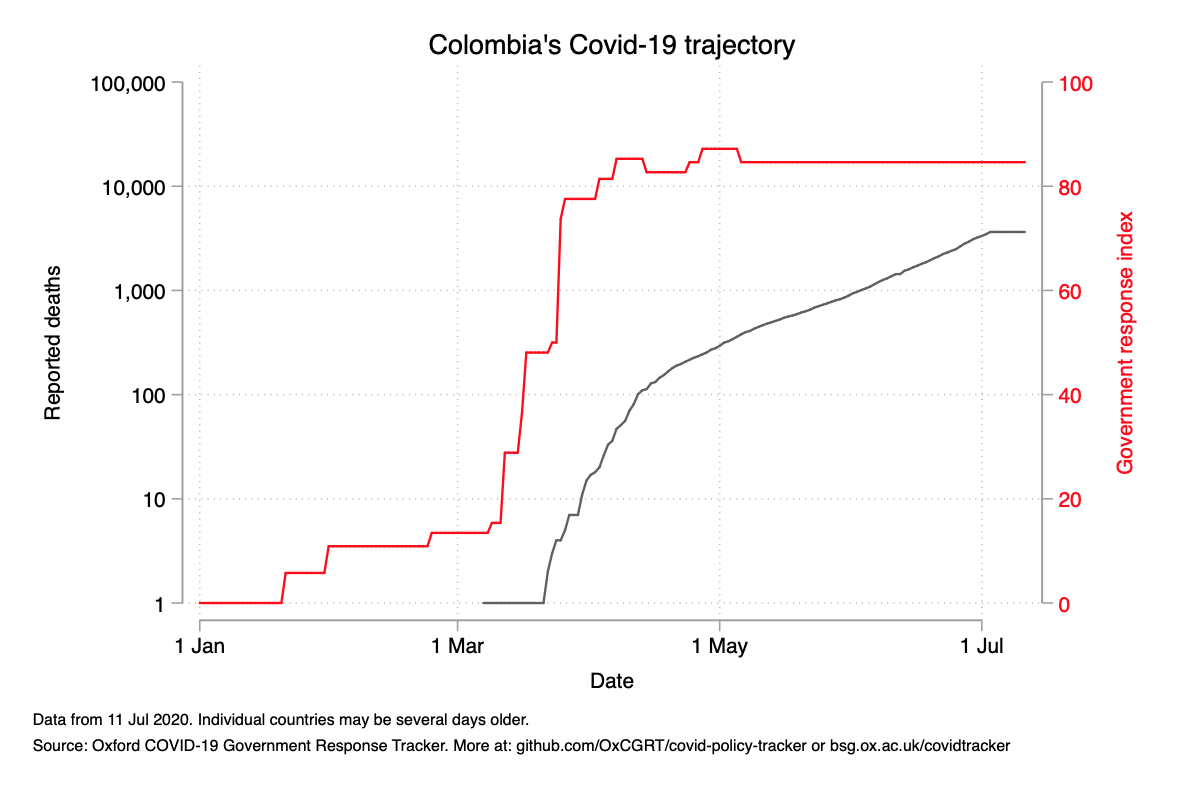 Colombia's Covid-19 trajectory
100,000
10,000
1,000
100
10
1
Reported deaths
100
80
60
40
20
0
Government response index
1 Jan
1 Mar
1 May
1 Jul
Date
Data from 11 Jul 2020. Individual countries may be several days older.
Source: Oxford COVID-19 Government Response Tracker. More at: github.com/OxCGRT/covid-policy-tracker or bsg.ox.ac.uk/covidtracker